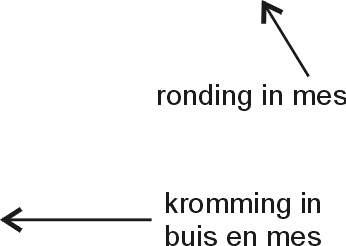 ronding in mes
kromming in
buis en mes